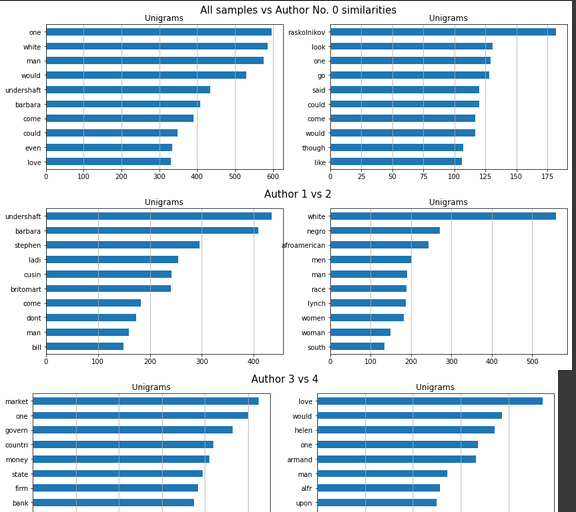 All samples vs Author No. 0 similarities
Unigrams
one
white
man
would
undershaft
barbara
come
could
even
love
0 100 200 300 400 500 600
Unigrams
raskolnikov
look
one
go
said
could
come
would
though
like
0 25 50 75 100 125 150 175
Author 1 vs 2
Unigrams
undershaft
barbara
stephen
ladi
cusin
britomart
come
dont
man
bill
0 100 200 300 400
Unigrams
white
negro
afroamerican
men
man
race
lynch
women
woman
south
0 100 200 300 400 500
Author 3 vs 4
Unigrams
market
one
govern
countri
money
state
firm
bank
Unigrams
love
would
helen
one
armand
man
alfr
upon